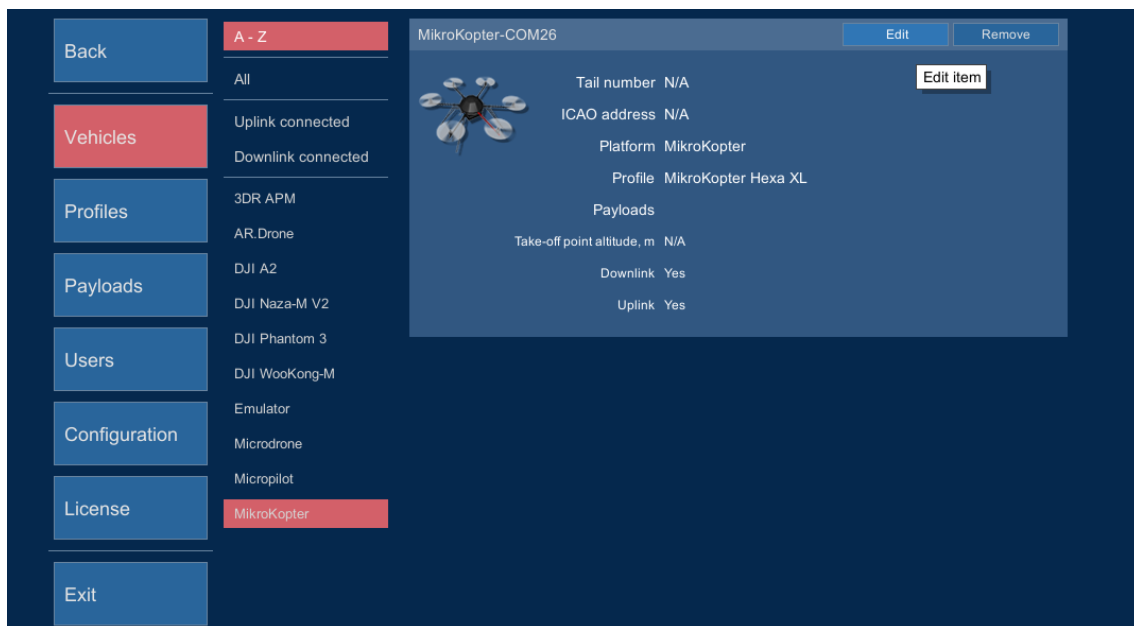 Back
Vehicles
Profiles
Payloads
Users
Configuration
License
Exit
A - Z
All
Uplink connected
Downlink connected
3DR APM
AR.Drone
DJI A2
DJI Naza-M V2
DJI Phantom 3
DJI WooKong-M
Emulator
Microdrone
Micropilot
MikroKopter
MikroKopter-COM26 Edit Remove
Edit item
Tail number N/A
ICAO address N/A
Platform MikroKopter
Profile MikroKopter Hexa XL
Payloads
Take-off point altitude, m N/A
Downlink Yes
Uplink Yes